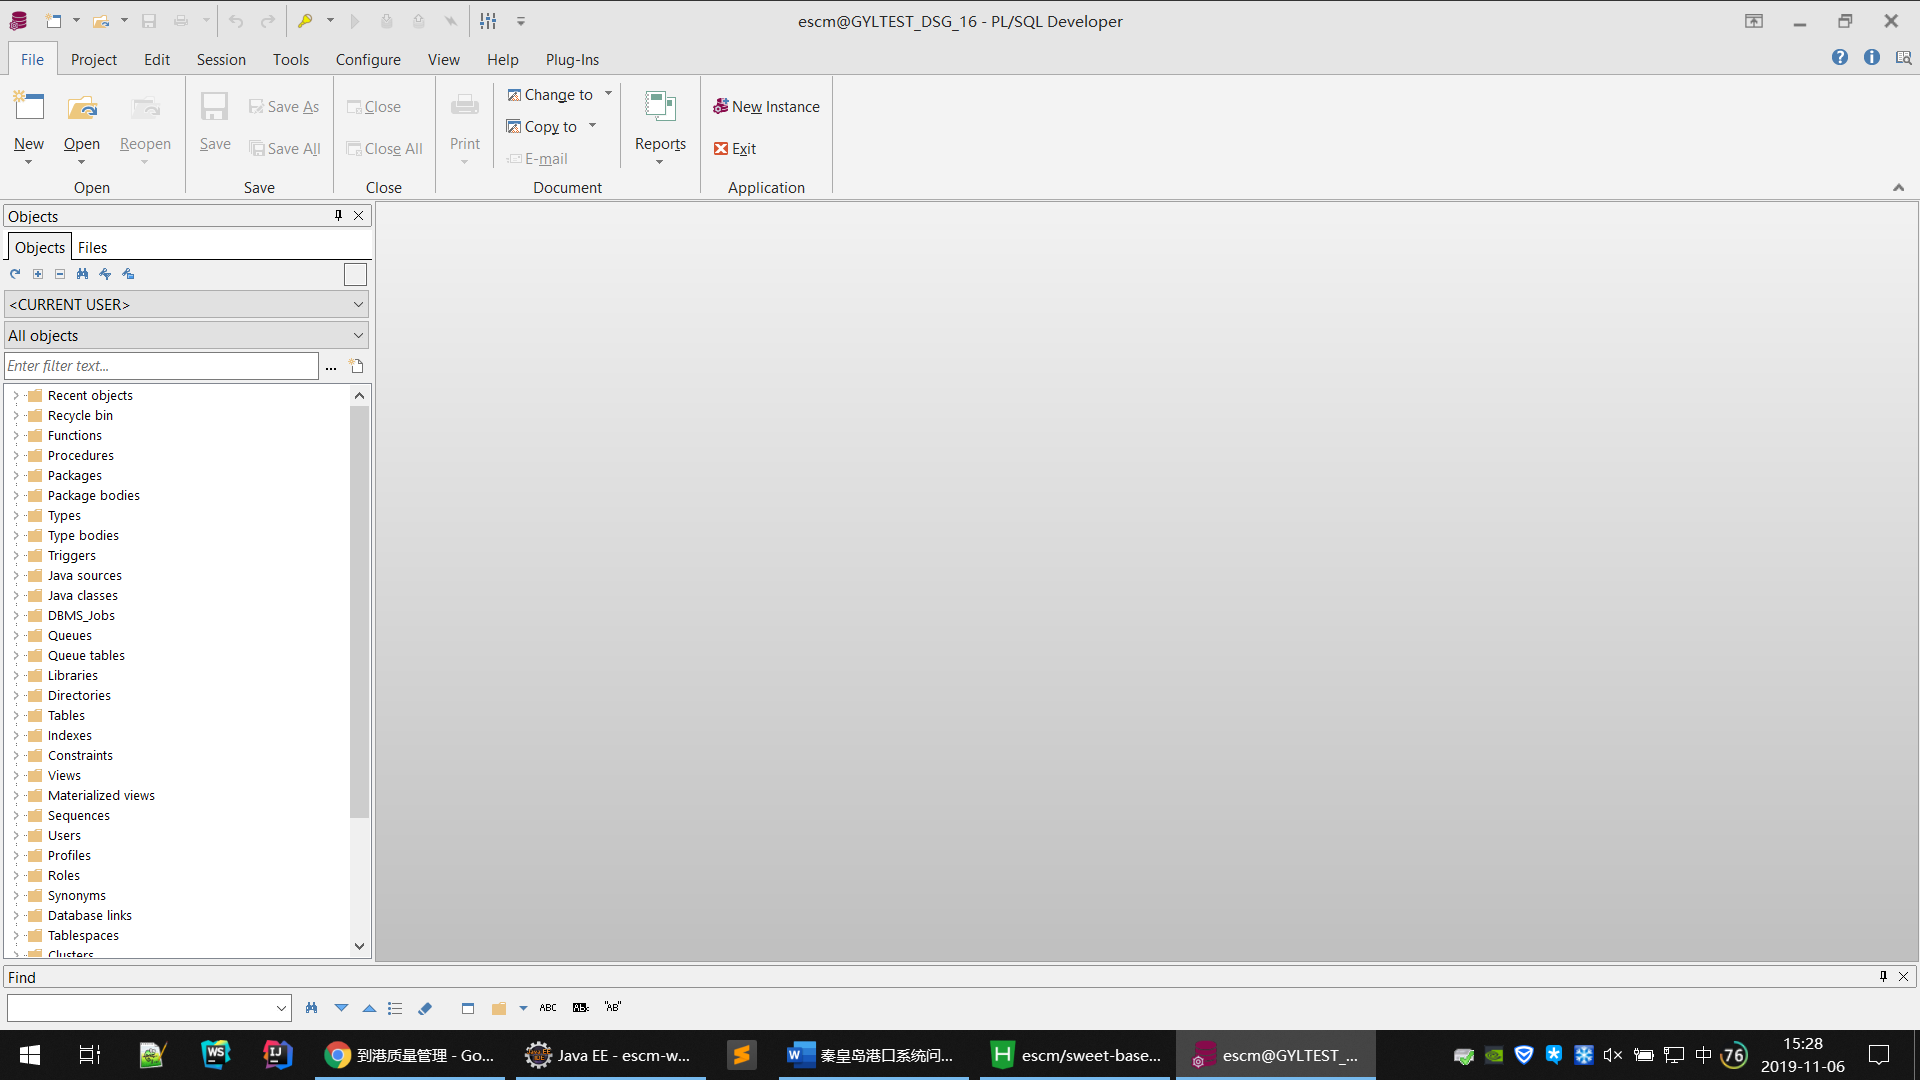 escm@GYLTEST_DSG_16 - PL/SQL Developer
File Project Edit Session Tools Configure View Help Plug-Ins
New
Open
Reopen
Open
Save
Save As
Save All
Save
Close
Close All
Close
Print
Change to
Copy to
E-mail
Document
Reports
New Instance
Exit
Application
Objects
Objects Files
<CURRENT USER>
All objects
Enter filter text...
...
Recent objects
Recycle bin
Functions
Procedures
Packages
Package bodies
Types
Type bodies
Triggers
Java sources
Java classes
DBMS_Jobs
Queues
Queue tables
Libraries
Directories
Tables
Indexes
Constraints
Views
Materialized views
Sequences
Users
Profiles
Roles
Synonyms
Database links
Tablespaces
Clusters
Find
ABC "AB"
WS IJ
到港质量管理 - Go...
Java EE - escm-w...
秦皇岛港口系统问...
escm/sweet-base...
escm@GYLTEST_...
中
76
15:28
2019-11-06